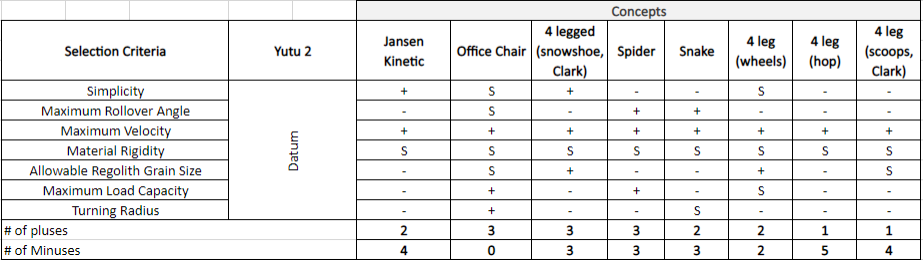 Concepts
Selection Criteria Yutu 2 Jansen Kinetic Office Chair 4 legged (snowshoe, Clark) Spider Snake 4 leg (wheels) 4 leg (hop) 4 leg (scoops, Clark)
Simplicity + S + - - S - -
Maximum Rollover Angle - S - + + - - -
Maximum Velocity + + + + + + + +
Material Rigidity S S S S S S S S
Datum
Allowable Regolith Grain Size - S + - - + - S
Maximum Load Capacity - + - + - S - -
Turning Radius - + - - S - - -
# of pluses 2 3 3 3 2 2 1 1
# of Minuses 4 0 3 3 3 2 5 4